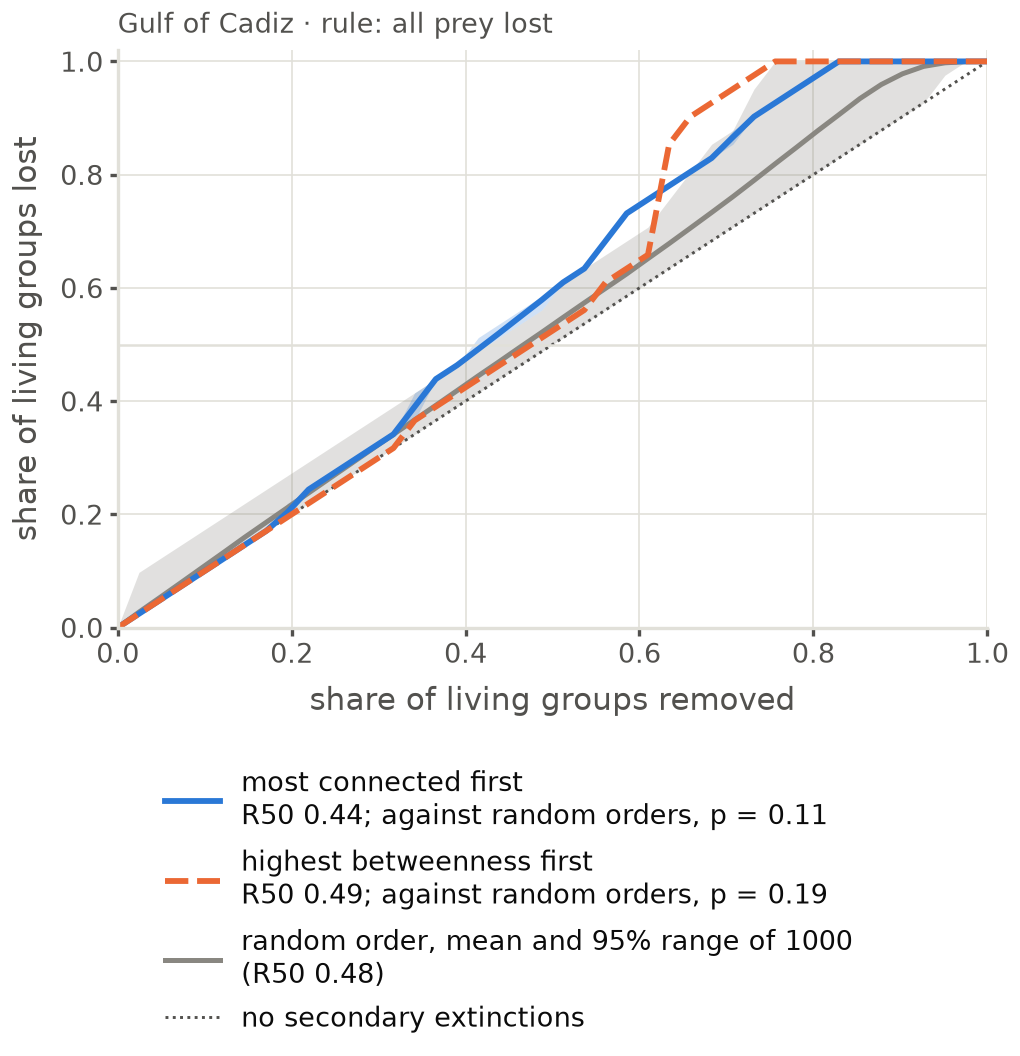 Gulf of Cadiz · rule: all prey lost
share of living groups lost
1.0
0.8
0.6
0.4
0.2
0.0
0.0 0.2 0.4 0.6 0.8 1.0
share of living groups removed
most connected first
R50 0.44; against random orders, p = 0.11
highest betweenness first
R50 0.49; against random orders, p = 0.19
random order, mean and 95% range of 1000
(R50 0.48)
no secondary extinctions